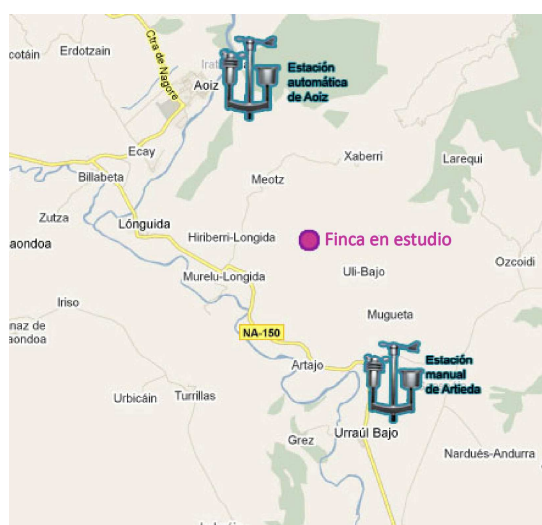 Ctra de Nagore
Erdotzain
cotáin
Irati
Aoiz
Estación
automática
de Aoiz
Ecay
Xaberri
Larequi
Billabeta
Meotz
Zutza
Lónguida
Hiriberri-Longida
Finca en estudio
aondoa
Ozcoidi
Murelu-Longida
Uli-Bajo
Iriso
Mugueta
naz de
aondoa
NA-150
Artajo
Estación
manual
de Artieda
Urbicáin
Turrillas
Grez
Urraúl Bajo
Nardués-Andurra